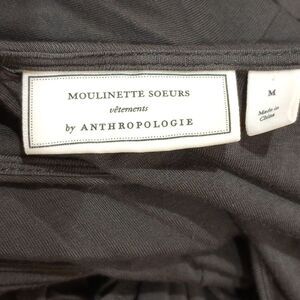 MOULINETTE SOEURS
vêtements
by ANTHROPOLOGIE
M
Made in
China